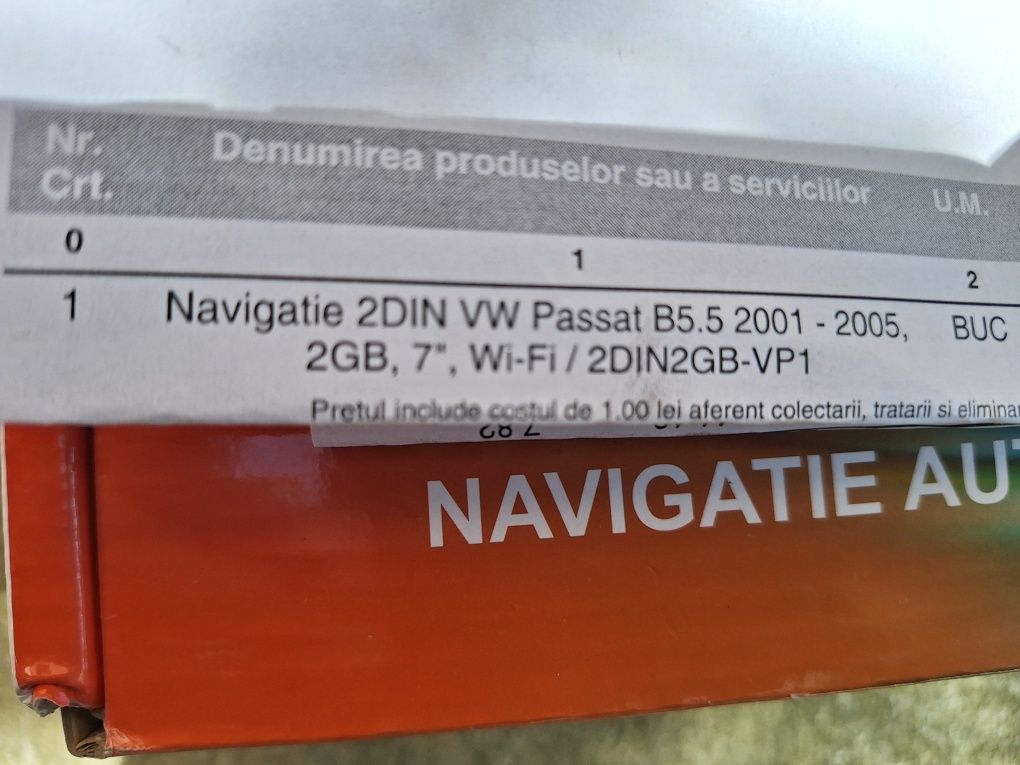 Nr.
Crt.
Denumirea produselor sau a serviciilor
U.M.
0
1
2
1
Navigatie 2DIN VW Passat B5.5 2001 - 2005,
2GB, 7", Wi-Fi / 2DIN2GB-VP1
BUC
Pretul include costul de 1.00 lei aferent colectarii, tratarii si eliminar
NAVIGATIE AUT